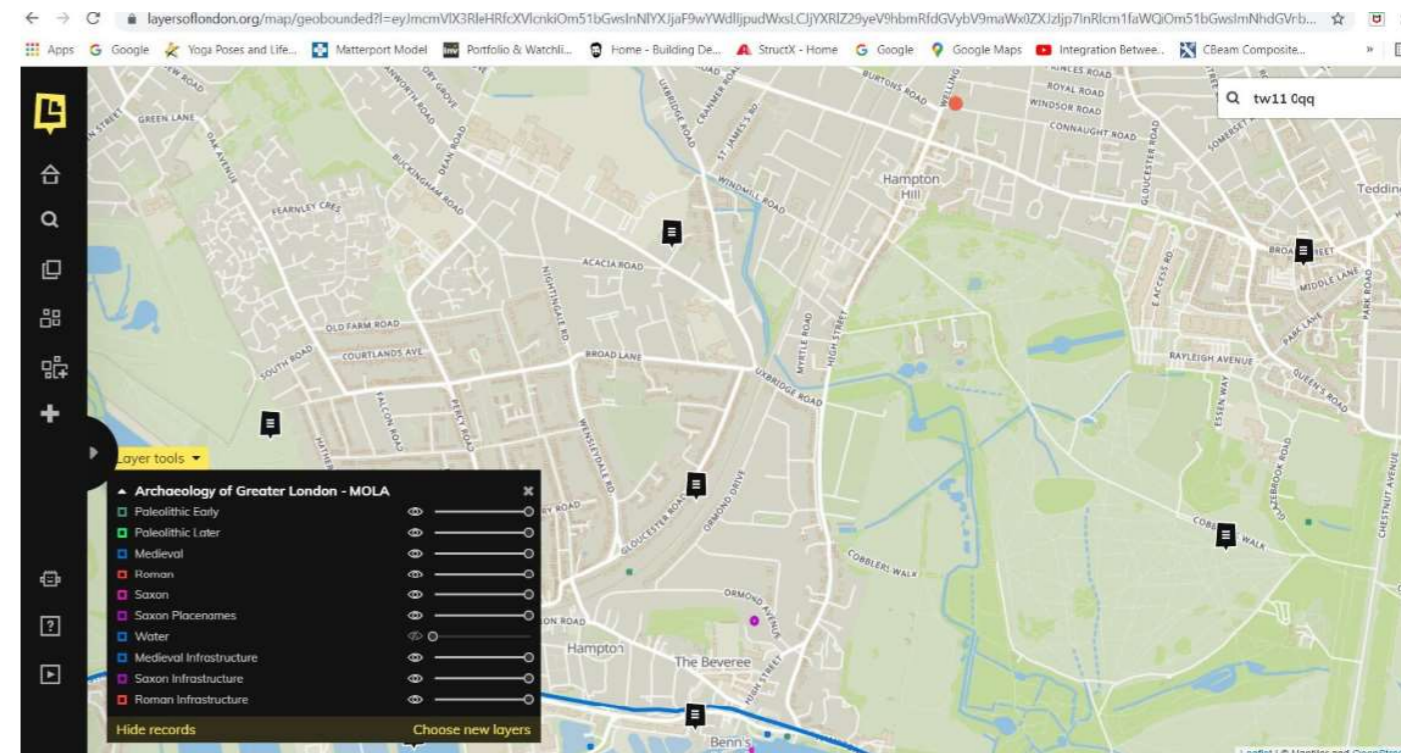 layersoflondon.org/map/geobounded?l=
Apps
Google
Yoga Poses and Life...
Matterport Model
Portfolio & Watchli...
Home - Building De...
StructX - Home
Google
Google Maps
Integration Betwee..
CBeam Composite...
»
tw11 0qq
GREEN LANE
OAK AVENUE
BUCKINGHAM ROAD
DEAN ROAD
UXBRIDGE ROAD
CRANMER ROAD
ST. JAMES'S RD.
WINDMILL ROAD
BURTONS ROAD
ROYAL ROAD
WINDSOR ROAD
CONNAUGHT ROAD
GLOUCESTER ROAD
Hampton
Hill
FEARNLEY CRES
ACACIA ROAD
NIGHTINGALE RD.
E ACCESS RD.
MIDDLE LANE
PARK LANE
PARK ROAD
OLD FARM ROAD
SOUTH ROAD
COURTLANDS AVE
BROAD LANE
MYRTLE ROAD
HIGH STREET
UXBRIDGE ROAD
RAYLEIGH AVENUE
QUEEN'S ROAD
ESSEN WAY
FALCON ROAD
PERCY ROAD
WENSLEYDALE RD.
GLOUCESTER ROAD
ORMOND DRIVE
GLAZEBROOK ROAD
CHESTNUT AVENUE
COBBLERS WALK
WALK
ORMOND AVENUE
HIGH STREET
Hampton
The Beveree
Benn's
Layer tools
Archaeology of Greater London - MOLA
Paleolithic Early
Paleolithic Later
Medieval
Roman
Saxon
Saxon Placenames
Water
Medieval Infrastructure
Saxon Infrastructure
Roman Infrastructure
Hide records
Choose new layers